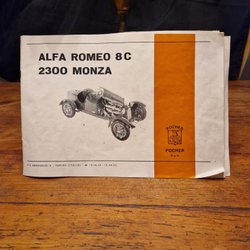 ALFA ROMEO 8C
2300 MONZA
POCHER
POCHER